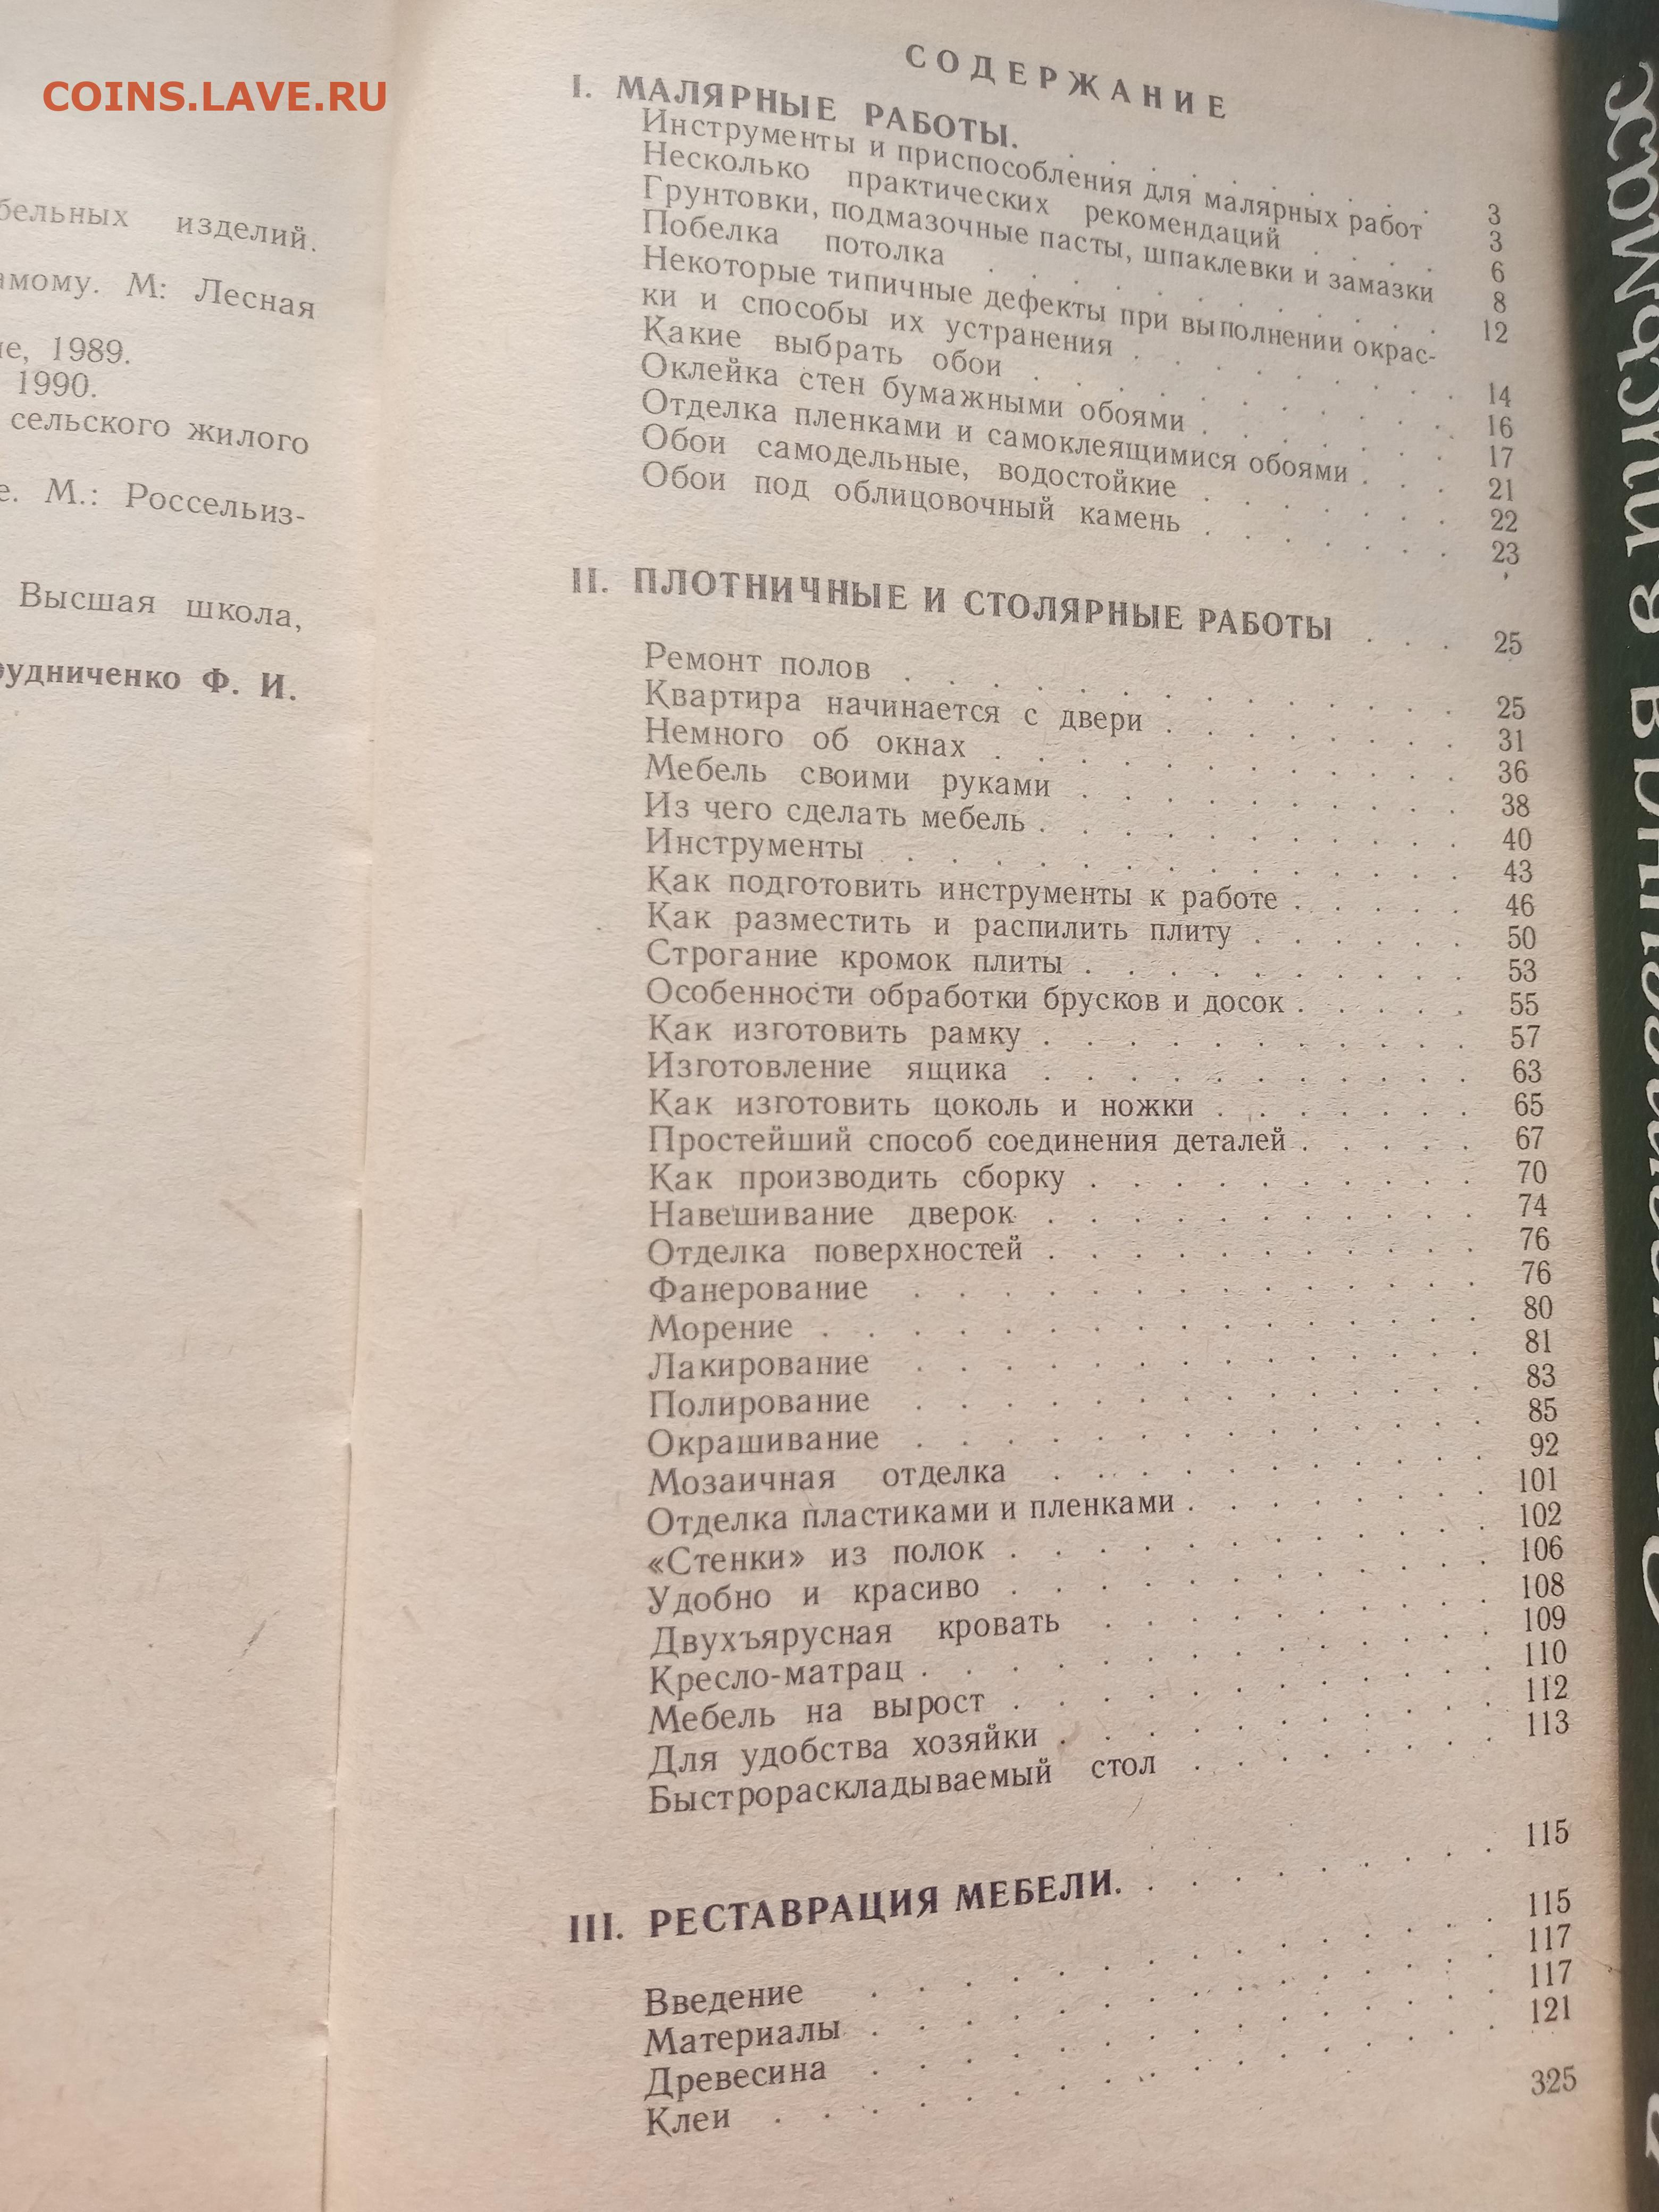 COINS.LAVE.RU
изделий.
М: Лесная
1989.
1990.
сельского жилого
М.: Россельиз-
Высшая школа,
Ф. И.
СОДЕРЖАНИЕ
I. МАЛЯРНЫЕ РАБОТЫ. . . . . . . . 3
Инструменты и приспособления для малярных работ 3
Несколько практических рекомендаций . . . . 6
Грунтовки, подмазочные пасты, шпаклевки и замазки 8
Побелка потолка . . . . . . . . . . . 12
Некоторые типичные дефекты при выполнении окрас-
ки и способы их устранения . . . . . . . . 14
Какие выбрать обои . . . . . . . . . . 16
Оклейка стен бумажными обоями . . . . . . 17
Отделка пленками и самоклеящимися обоями . . . 21
Обои самодельные, водостойкие . . . . . . 22
Обои под облицовочный камень . . . . . . 23
II. ПЛОТНИЧНЫЕ И СТОЛЯРНЫЕ РАБОТЫ . . . 25
Ремонт полов . . . . . . . . . . . . . 25
Квартира начинается с двери . . . . . . . 31
Немного об окнах . . . . . . . . . . . 36
Мебель своими руками . . . . . . . . . 38
Из чего сделать мебель . . . . . . . . . . 40
Инструменты . . . . . . . . . . . . . 43
Как подготовить инструменты к работе . . . . . 46
Как разместить и распилить плиту . . . . . . 50
Строгание кромок плиты . . . . . . . . . 53
Особенности обработки брусков и досок . . . . . 55
Как изготовить рамку . . . . . . . . . . 57
Изготовление ящика . . . . . . . . . . 63
Как изготовить цоколь и ножки . . . . . . . 65
Простейший способ соединения деталей . . . . . 67
Как производить сборку . . . . . . . . . 70
Навешивание дверок . . . . . . . . . . 74
Отделка поверхностей . . . . . . . . . . 76
Фанерование . . . . . . . . . . . . . 76
Морение . . . . . . . . . . . . . . . 80
Лакирование . . . . . . . . . . . . . 81
Полирование . . . . . . . . . . . . . 83
Окрашивание . . . . . . . . . . . . . 85
Мозаичная отделка . . . . . . . . . . 92
Отделка пластиками и пленками . . . . . . . 101
«Стенки» из полок . . . . . . . . . . . 102
Удобно и красиво . . . . . . . . . . . 106
Двухъярусная кровать . . . . . . . . . 108
Кресло-матрац . . . . . . . . . . . . . 109
Мебель на вырост . . . . . . . . . . . 110
Для удобства хозяйки . . . . . . . . . . 112
Быстрораскладываемый стол . . . . . . . 113
III. РЕСТАВРАЦИЯ МЕБЕЛИ. . . . . . . . . 115
Введение . . . . . . . . . . . . . . 115
Материалы . . . . . . . . . . . . . . 117
Древесина . . . . . . . . . . . . . . 117
Клеи . . . . . . . . . . . . . . . . 121
325